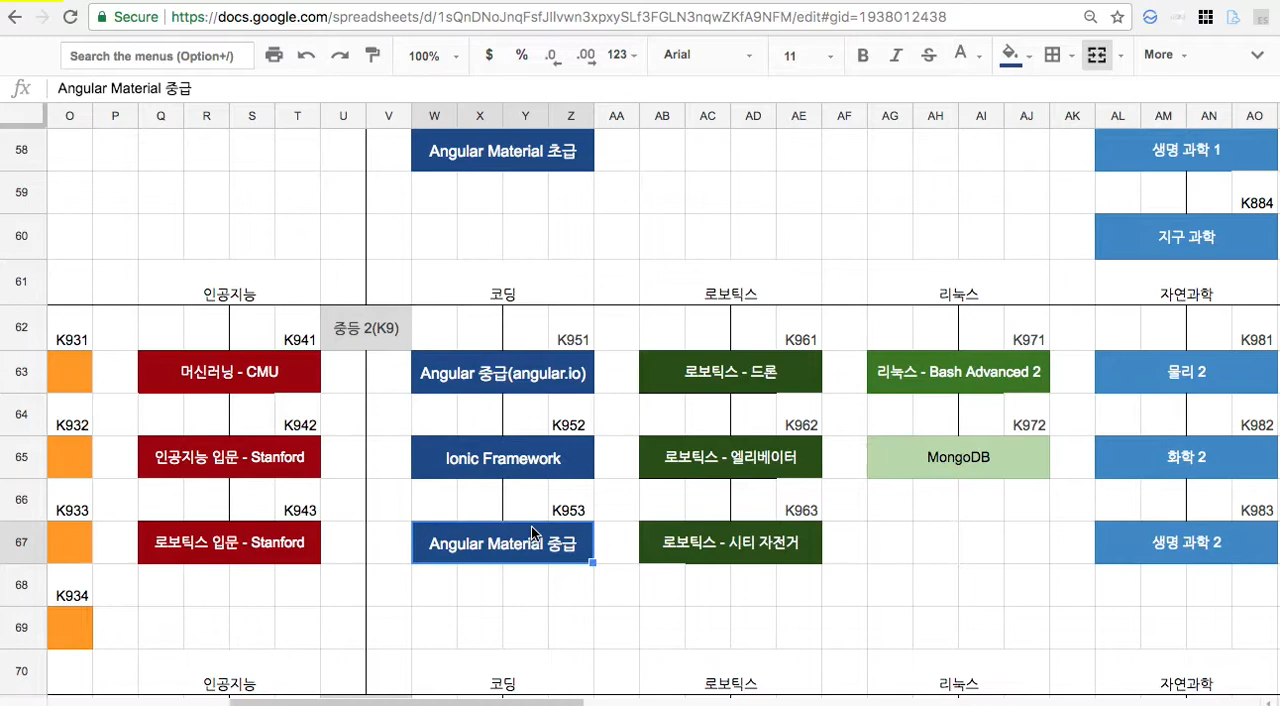 Secure https://docs.google.com/spreadsheets/d/1sQnDNoJnqFsfJIlvwn3xpxySLf3FGLN3nqwZKfA9NFM/edit#gid=1938012438
Search the menus (Option+/) 100% $ % .0 .00 123 Arial 11 B I S A More
fx Angular Material 중급
O P Q R S T U V W X Y Z AA AB AC AD AE AF AG AH AI AJ AK AL AM AN AO
58 Angular Material 초급 생명 과학 1
59 K884
60 지구 과학
61 인공지능 코딩 로보틱스 리눅스 자연과학
62 K931 K941 중등 2(K9) K951 K961 K971 K981
63 머신러닝 - CMU Angular 중급(angular.io) 로보틱스 - 드론 리눅스 - Bash Advanced 2 물리 2
64 K932 K942 K952 K962 K972 K982
65 인공지능 입문 - Stanford Ionic Framework 로보틱스 - 엘리베이터 MongoDB 화학 2
66 K933 K943 K953 K963 K983
67 로보틱스 입문 - Stanford Angular Material 중급 로보틱스 - 시티 자전거 생명 과학 2
68 K934
69
70 인공지능 코딩 로보틱스 리눅스 자연과학